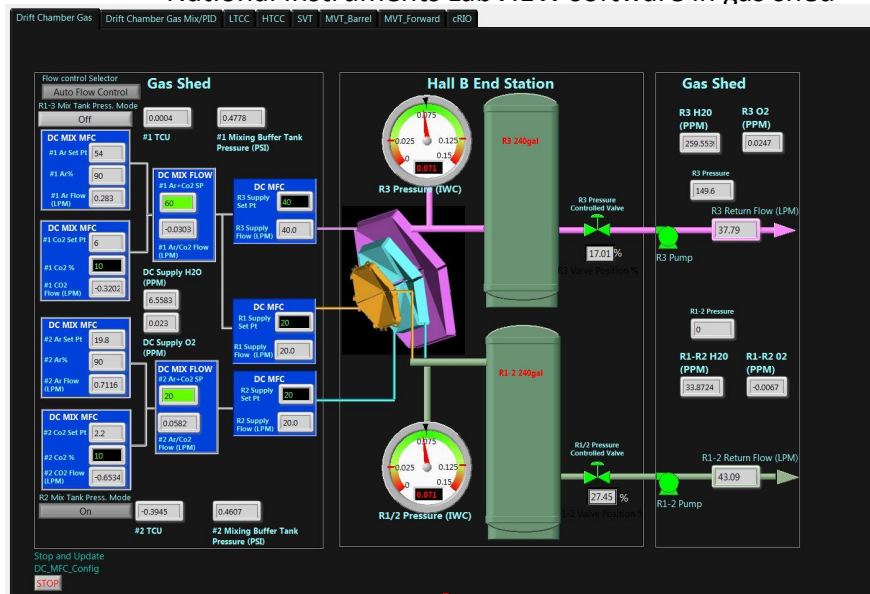 National Instruments LabVIEW software in gas shed
Drift Chamber Gas
Drift Chamber Gas Mix/PID
LTCC
HTCC
SVT
MVT_Barrel
MVT_Forward
cRIO
Flow control Selector
Auto Flow Control
R1-3 Mix Tank Press. Mode
Off
Gas Shed
0.0004
#1 TCU
0.4778
#1 Mixing Buffer Tank
Pressure (PSI)
DC MIX MFC
#1 Ar Set Pt
54
#1 Ar%
90
#1 Ar Flow
(LPM)
0.283
DC MIX MFC
#1 Co2 Set Pt
6
#1 Co2 %
10
#1 CO2
Flow (LPM)
-0.3202
DC MIX FLOW
#1 Ar+Co2 SP
60
-0.0303
#1 Ar/Co2 Flow
(LPM)
DC Supply H2O
(PPM)
6.5583
0.023
DC Supply O2
(PPM)
DC MFC
R3 Supply
Set Pt
40
R3 Supply
Flow (LPM)
40.0
R1 Supply
Set Pt
20
R1 Supply
Flow (LPM)
20.0
DC MFC
R2 Supply
Set Pt
20
R2 Supply
Flow (LPM)
20.0
DC MIX MFC
#2 Ar Set Pt
19.8
#2 Ar%
90
#2 Ar Flow
(LPM)
0.7116
DC MIX MFC
#2 Co2 Set Pt
2.2
#2 Co2 %
10
#2 CO2 Flow
(LPM)
-0.6534
DC MIX FLOW
#2 Ar+Co2 SP
20
0.0582
#2 Ar/Co2
Flow (LPM)
R2 Mix Tank Press. Mode
On
-0.3945
#2 TCU
0.4607
#2 Mixing Buffer Tank
Pressure (PSI)
Stop and Update
DC_MFC_Config
STOP
Hall B End Station
0.075
0.025
0.125
0
0.15
0.071
R3 Pressure (IWC)
R3 240gal
R3 Pressure
Controlled Valve
17.01 %
R3 Valve Position %
R1-2 240gal
0.075
0.025
0.125
0
0.15
0.071
R1/2 Pressure (IWC)
R1/2 Pressure
Controlled Valve
27.45 %
1-2 Valve Position %
Gas Shed
R3 H20
(PPM)
259.553
R3 O2
(PPM)
0.0247
R3 Pressure
149.6
R3 Return Flow (LPM)
37.79
R3 Pump
R1-2 Pressure
0
R1-R2 H20
(PPM)
33.8724
R1-R2 02
(PPM)
-0.0067
R1-2 Return Flow (LPM)
43.09
R1-2 Pump